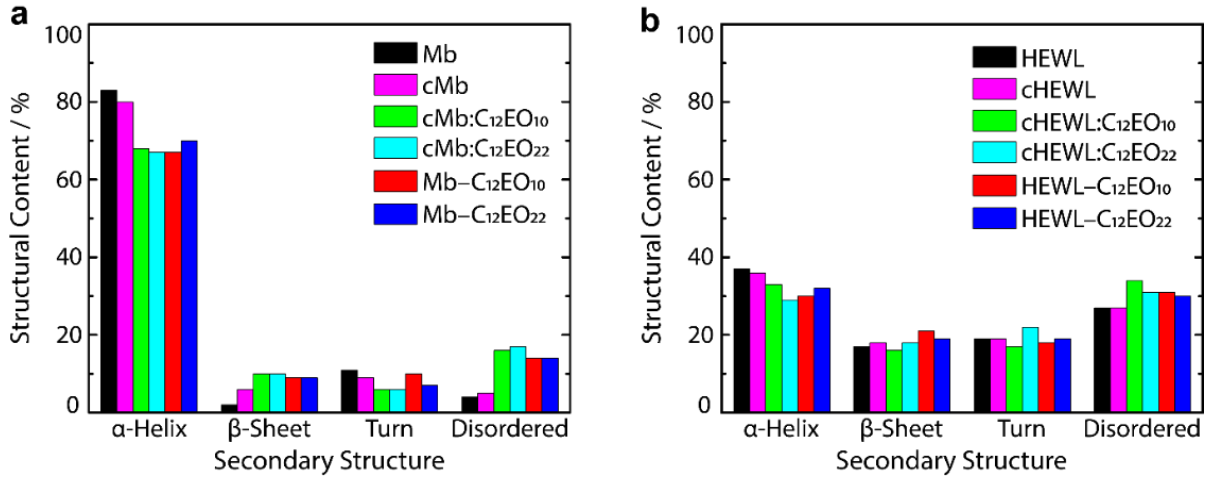 a
100
80
60
40
20
0
Structural Content / %
Mb
cMb
cMb:C₁₂EO₁₀
cMb:C₁₂EO₂₂
Mb–C₁₂EO₁₀
Mb–C₁₂EO₂₂
α-Helix β-Sheet Turn Disordered
Secondary Structure
b
100
80
60
40
20
0
Structural Content / %
HEWL
cHEWL
cHEWL:C₁₂EO₁₀
cHEWL:C₁₂EO₂₂
HEWL–C₁₂EO₁₀
HEWL–C₁₂EO₂₂
α-Helix β-Sheet Turn Disordered
Secondary Structure